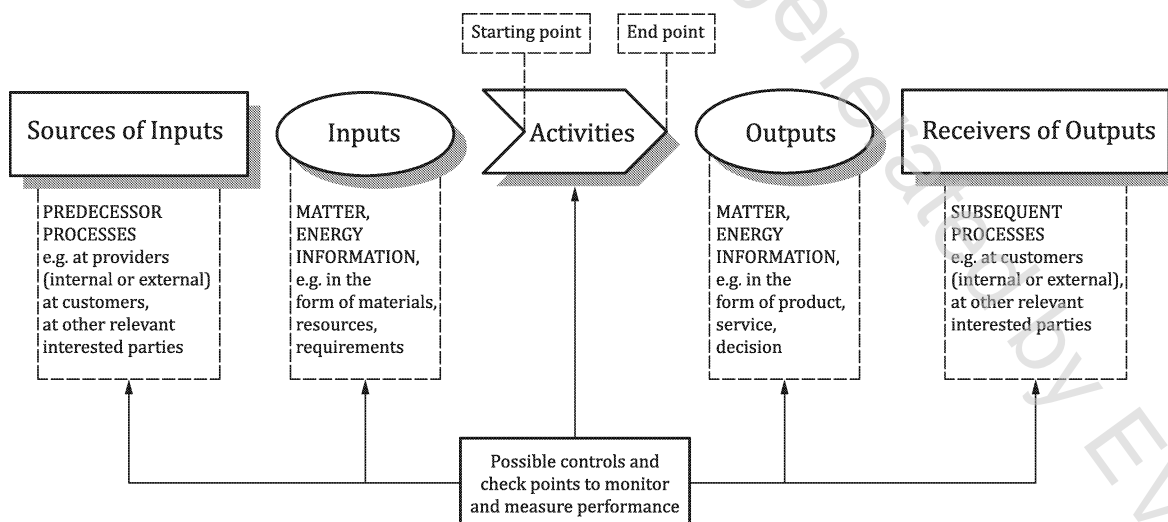 Starting point
End point
Sources of Inputs
Inputs
Activities
Outputs
Receivers of Outputs
PREDECESSOR
PROCESSES
e.g. at providers
(internal or external)
at customers,
at other relevant
interested parties
MATTER,
ENERGY
INFORMATION,
e.g. in the
form of materials,
resources,
requirements
MATTER,
ENERGY
INFORMATION,
e.g. in the
form of product,
service,
decision
SUBSEQUENT
PROCESSES
e.g. at customers
(internal or external),
at other relevant
interested parties
Possible controls and
check points to monitor
and measure performance
generated by